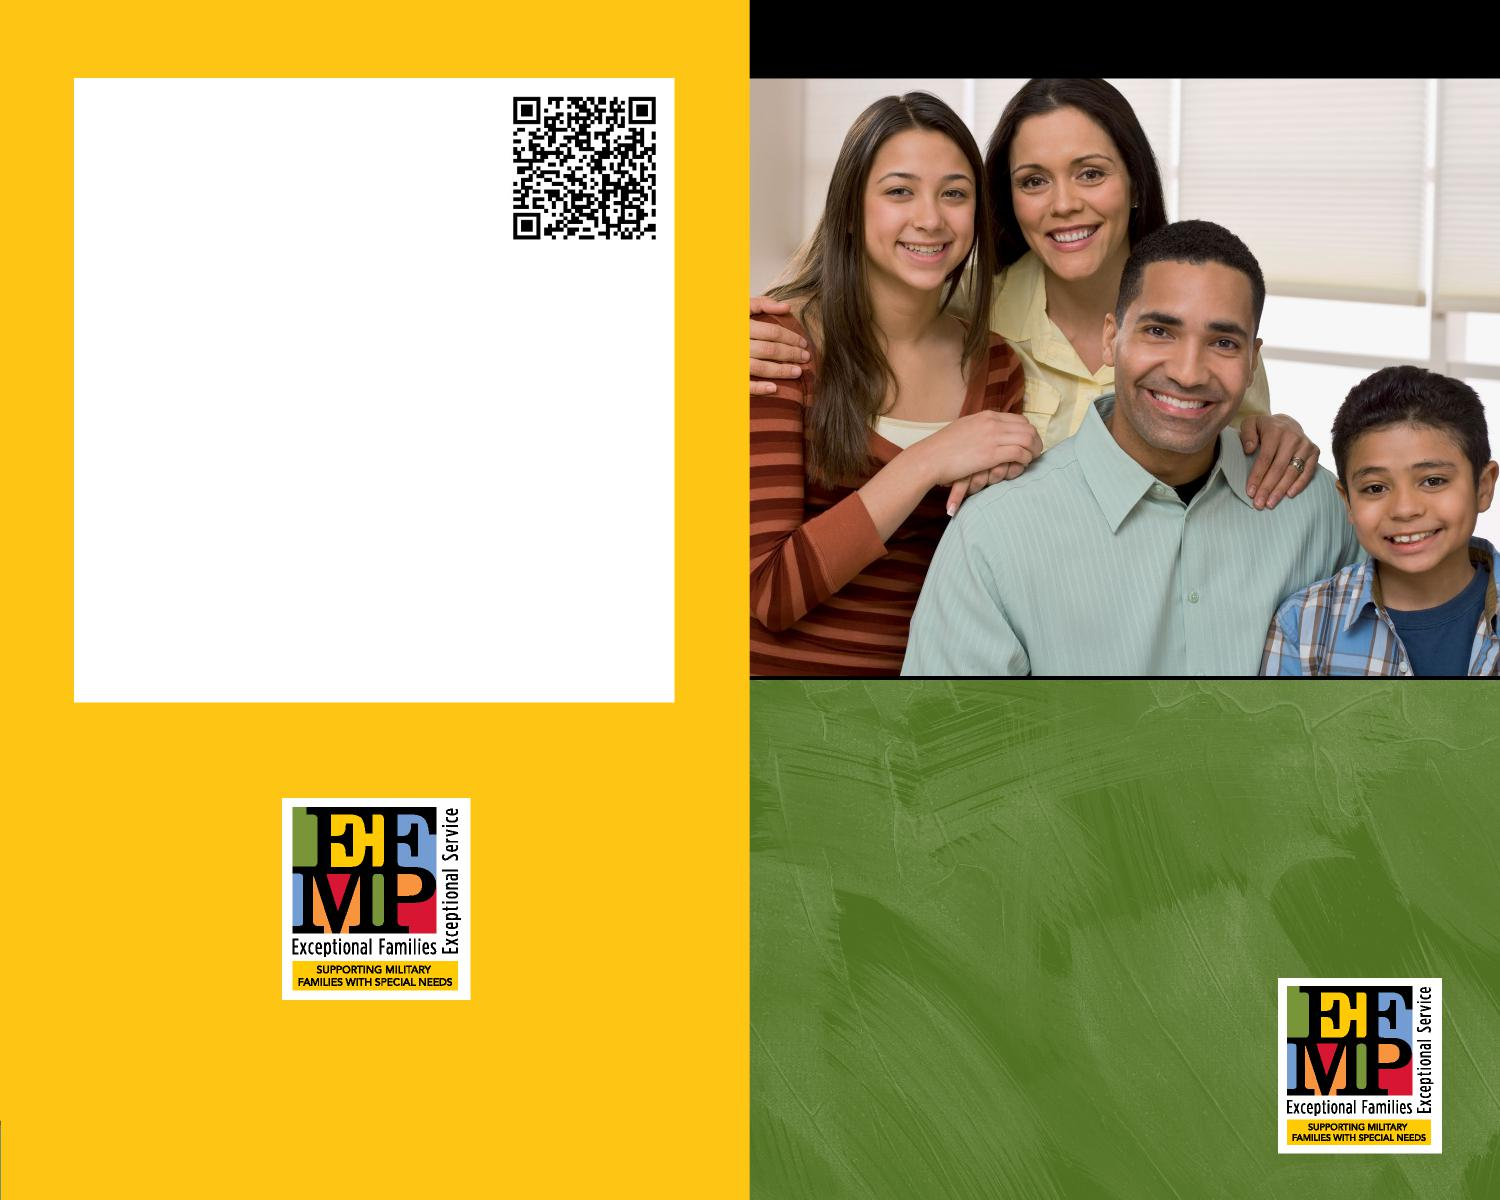 EF
MP
Exceptional Families
Exceptional Service
SUPPORTING MILITARY
FAMILIES WITH SPECIAL NEEDS
EF
MP
Exceptional Families
Exceptional Service
SUPPORTING MILITARY
FAMILIES WITH SPECIAL NEEDS